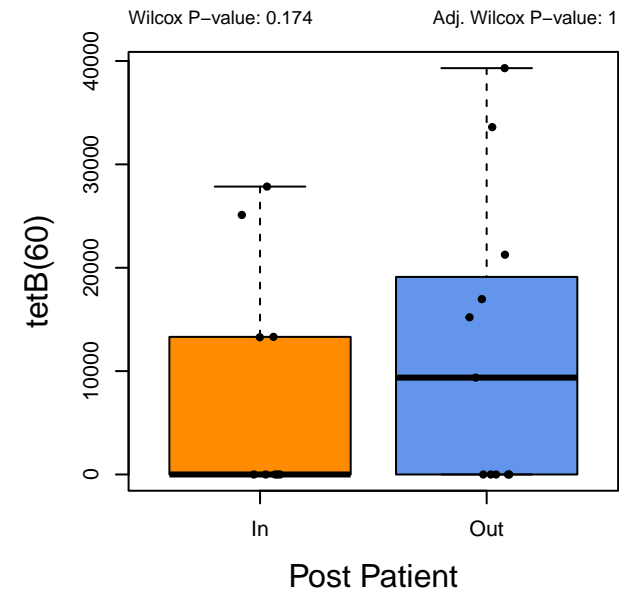 Wilcox P−value: 0.174
Adj. Wilcox P−value: 1
tetB(60)
40000
30000
20000
10000
0
In
Out
Post Patient